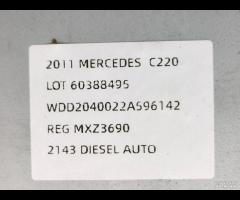 2011 MERCEDES C220
LOT 60388495
WDD2040022A596142
REG MXZ3690
2143 DIESEL AUTO